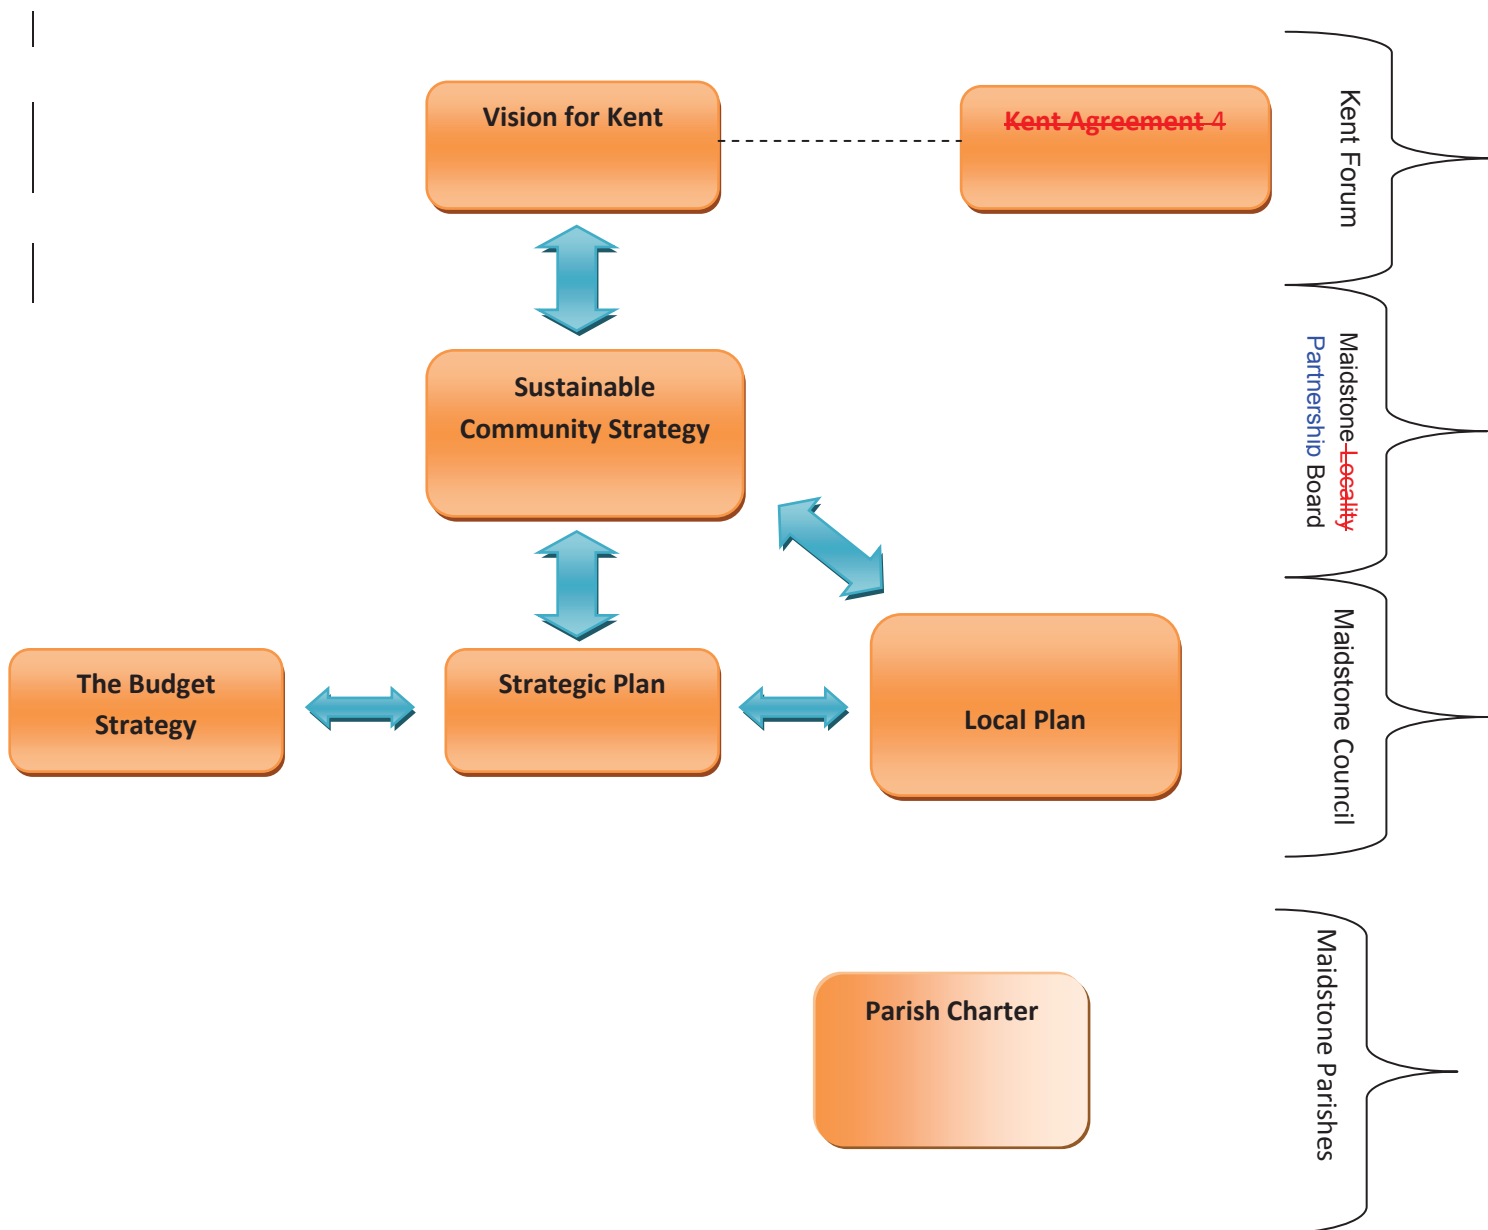 Vision for Kent
Kent Agreement 4
Kent Forum
Sustainable
Community Strategy
Maidstone Locality
Partnership Board
The Budget
Strategy
Strategic Plan
Local Plan
Maidstone Council
Parish Charter
Maidstone Parishes